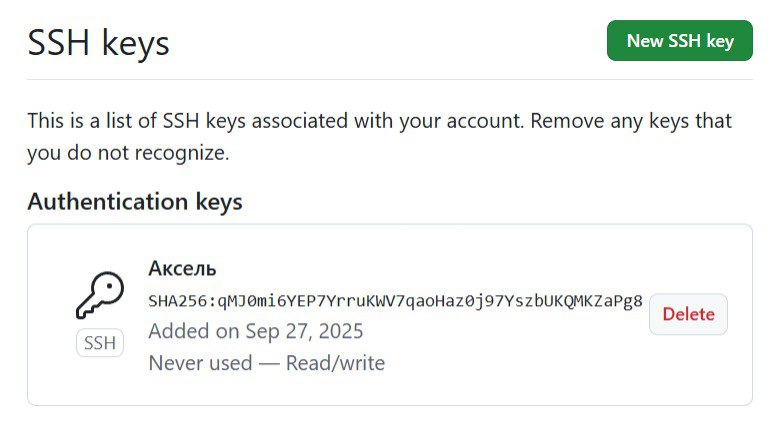 SSH keys
New SSH key
This is a list of SSH keys associated with your account. Remove any keys that
you do not recognize.
Authentication keys
Аксель
SHA256:qMJ0mi6YEP7YrruKWV7qaoHaz0j97YszbUKQMKZaPg8
Delete
Added on Sep 27, 2025
SSH
Never used — Read/write